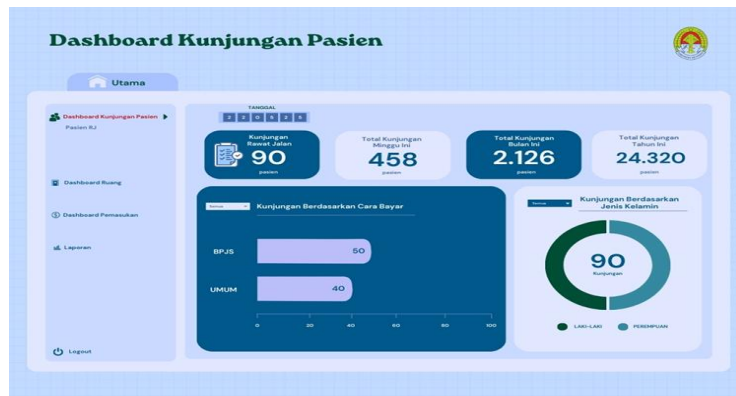 Dashboard Kunjungan Pasien
Utama
Dashboard Kunjungan Pasien
Pasien RJ
Dashboard Ruang
Dashboard Pemasukan
Laporan
Logout
TANGGAL
Kunjungan
Rawat Jalan
90
pasien
Total Kunjungan
Minggu Ini
458
pasien
Total Kunjungan
Bulan Ini
2.126
pasien
Total Kunjungan
Tahun Ini
24.320
pasien
Semua
Kunjungan Berdasarkan Cara Bayar
BPJS
50
UMUM
40
0 20 40 60 80 100
Semua
Kunjungan Berdasarkan
Jenis Kelamin
90
Kunjungan
LAKI-LAKI
PEREMPUAN